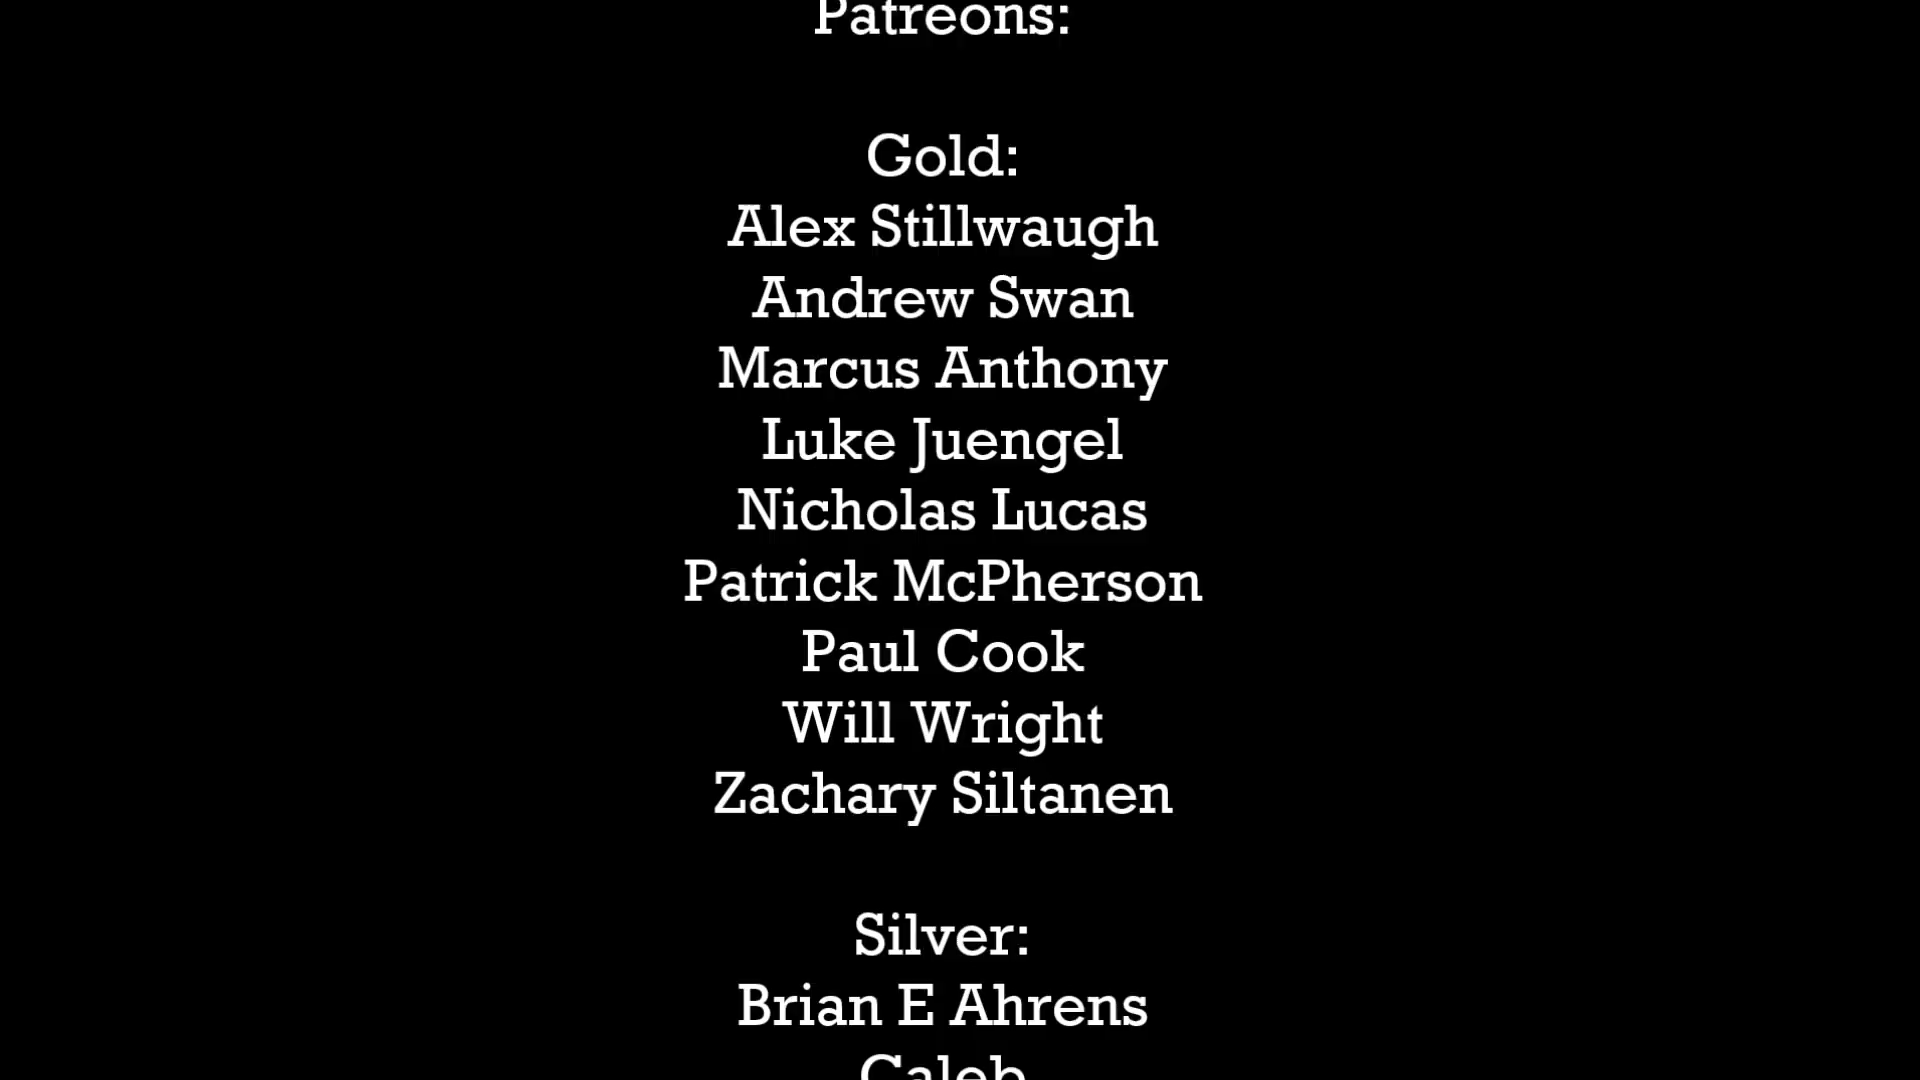 Patreons:
Gold:
Alex Stillwaugh
Andrew Swan
Marcus Anthony
Luke Juengel
Nicholas Lucas
Patrick McPherson
Paul Cook
Will Wright
Zachary Siltanen
Silver:
Brian E Ahrens
Caleb